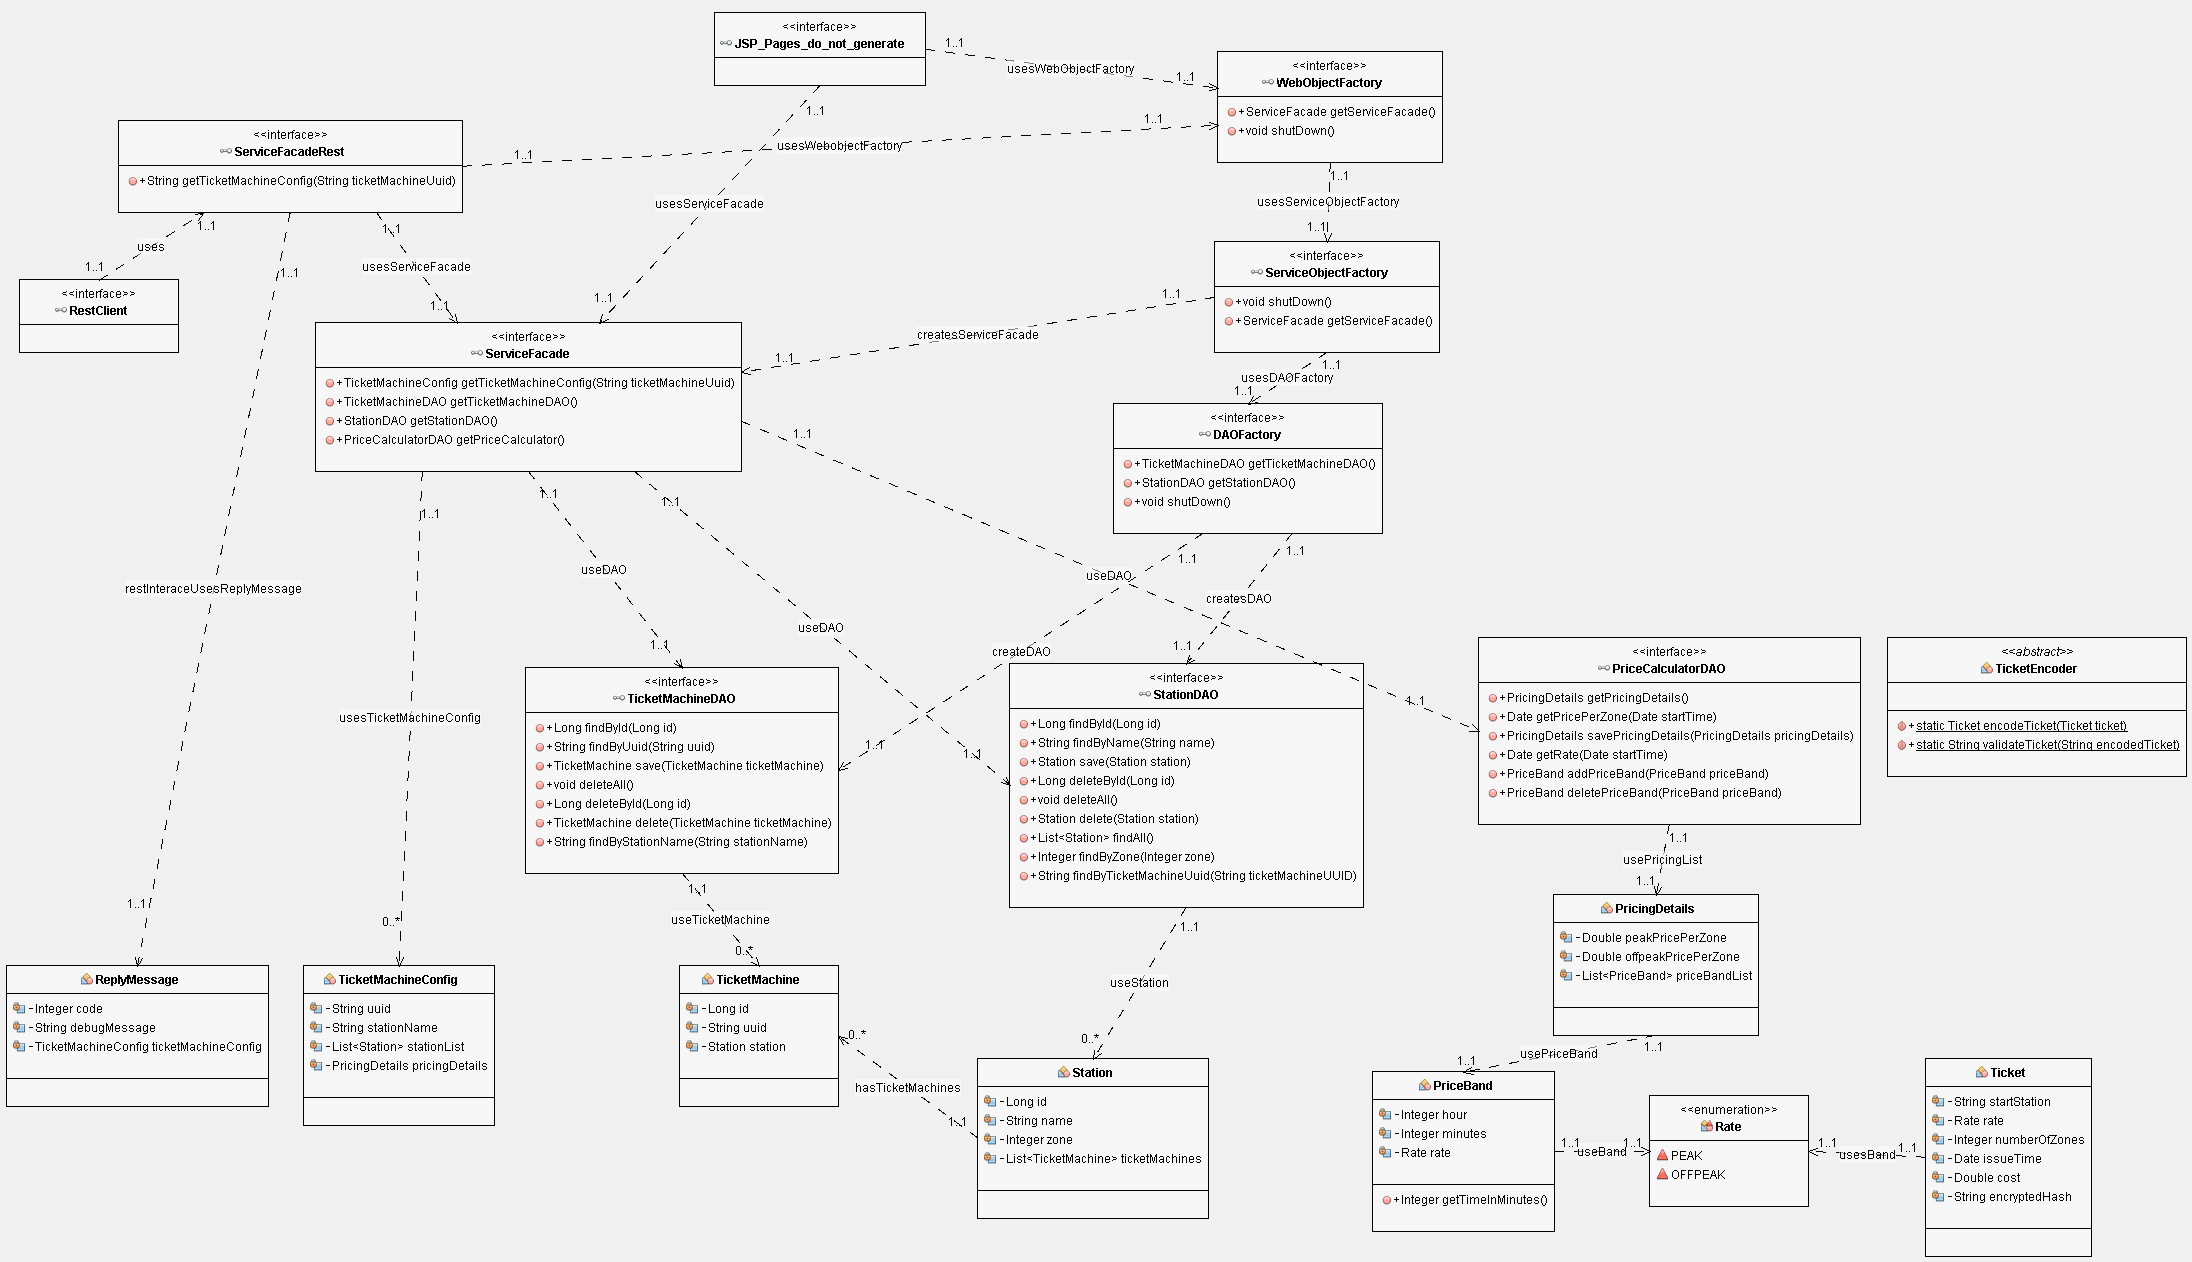 <<interface>>
JSP_Pages_do_not_generate
1..1
usesWebObjectFactory
1..1
1..1
usesServiceFacade
1..1
<<interface>>
WebObjectFactory
+ServiceFacade getServiceFacade()
+void shutDown()
1..1
usesServiceObjectFactory
1..1
<<interface>>
ServiceFacadeRest
+String getTicketMachineConfig(String ticketMachineUuid)
1..1
usesWebobjectFactory
1..1
1..1
uses
1..1
1..1
restInteraceUsesReplyMessage
1..1
1..1
usesServiceFacade
1..1
<<interface>>
RestClient
<<interface>>
ServiceObjectFactory
+void shutDown()
+ServiceFacade getServiceFacade()
1..1
createsServiceFacade
1..1
1..1
usesDAOFactory
1..1
<<interface>>
ServiceFacade
+TicketMachineConfig getTicketMachineConfig(String ticketMachineUuid)
+TicketMachineDAO getTicketMachineDAO()
+StationDAO getStationDAO()
+PriceCalculatorDAO getPriceCalculator()
1..1
usesTicketMachineConfig
0..*
1..1
useDAO
1..1
1..1
useDAO
1..1
1..1
useDAO
1..1
<<interface>>
DAOFactory
+TicketMachineDAO getTicketMachineDAO()
+StationDAO getStationDAO()
+void shutDown()
1..1
createDAO
1..1
1..1
createsDAO
1..1
<<interface>>
TicketMachineDAO
+Long findById(Long id)
+String findByUuid(String uuid)
+TicketMachine save(TicketMachine ticketMachine)
+void deleteAll()
+Long deleteById(Long id)
+TicketMachine delete(TicketMachine ticketMachine)
+String findByStationName(String stationName)
1..1
useTicketMachine
0..*
<<interface>>
StationDAO
+Long findById(Long id)
+String findByName(String name)
+Station save(Station station)
+Long deleteById(Long id)
+void deleteAll()
+Station delete(Station station)
+List<Station> findAll()
+Integer findByZone(Integer zone)
+String findByTicketMachineUuid(String ticketMachineUUID)
1..1
useStation
0..*
<<interface>>
PriceCalculatorDAO
+PricingDetails getPricingDetails()
+Date getPricePerZone(Date startTime)
+PricingDetails savePricingDetails(PricingDetails pricingDetails)
+Date getRate(Date startTime)
+PriceBand addPriceBand(PriceBand priceBand)
+PriceBand deletePriceBand(PriceBand priceBand)
1..1
usePricingList
1..1
<<abstract>>
TicketEncoder
+static Ticket encodeTicket(Ticket ticket)
+static String validateTicket(String encodedTicket)
PricingDetails
-Double peakPricePerZone
-Double offpeakPricePerZone
-List<PriceBand> priceBandList
1..1
usePriceBand
1..1
ReplyMessage
-Integer code
-String debugMessage
-TicketMachineConfig ticketMachineConfig
TicketMachineConfig
-String uuid
-String stationName
-List<Station> stationList
-PricingDetails pricingDetails
TicketMachine
-Long id
-String uuid
-Station station
0..*
hasTicketMachines
1..1
Station
-Long id
-String name
-Integer zone
-List<TicketMachine> ticketMachines
PriceBand
-Integer hour
-Integer minutes
-Rate rate
+Integer getTimeInMinutes()
1..1
useBand
1..1
<<enumeration>>
Rate
PEAK
OFFPEAK
1..1
usesBand
1..1
Ticket
-String startStation
-Rate rate
-Integer numberOfZones
-Date issueTime
-Double cost
-String encryptedHash